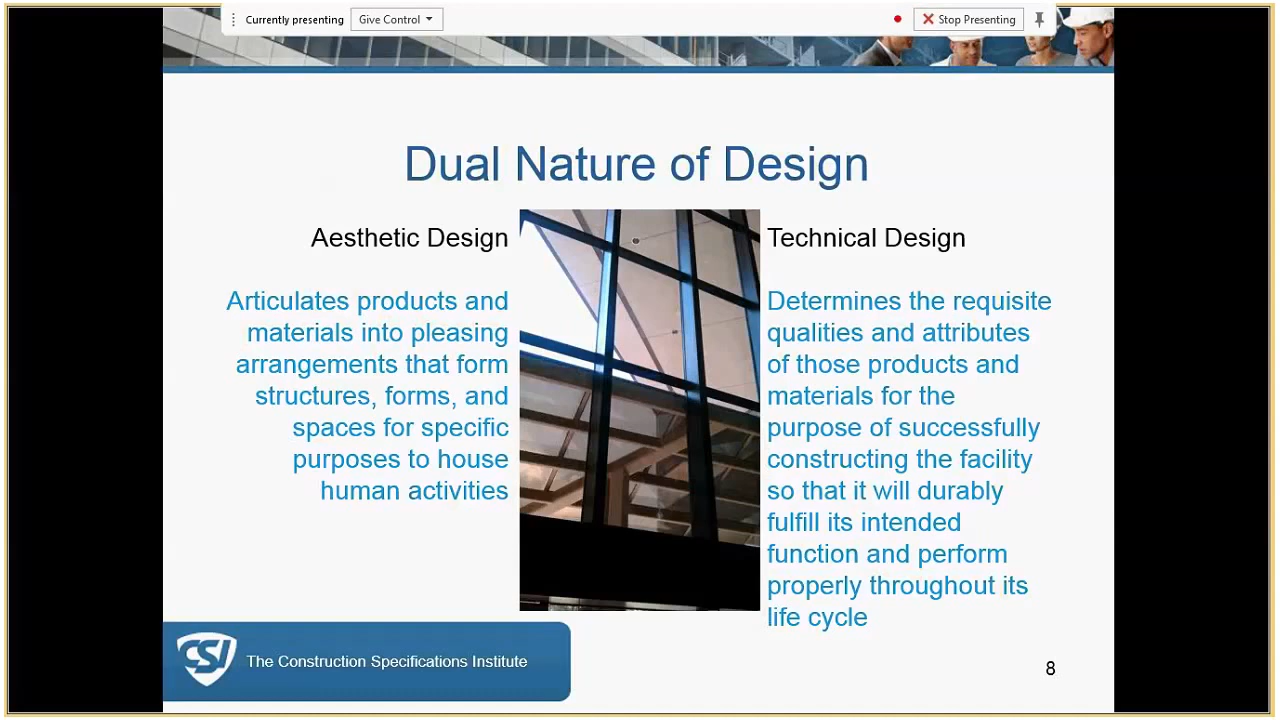 Currently presenting
Give Control
Stop Presenting
Dual Nature of Design
Aesthetic Design
Articulates products and
materials into pleasing
arrangements that form
structures, forms, and
spaces for specific
purposes to house
human activities
Technical Design
Determines the requisite
qualities and attributes
of those products and
materials for the
purpose of successfully
constructing the facility
so that it will durably
fulfill its intended
function and perform
properly throughout its
life cycle
CSI
The Construction Specifications Institute
8